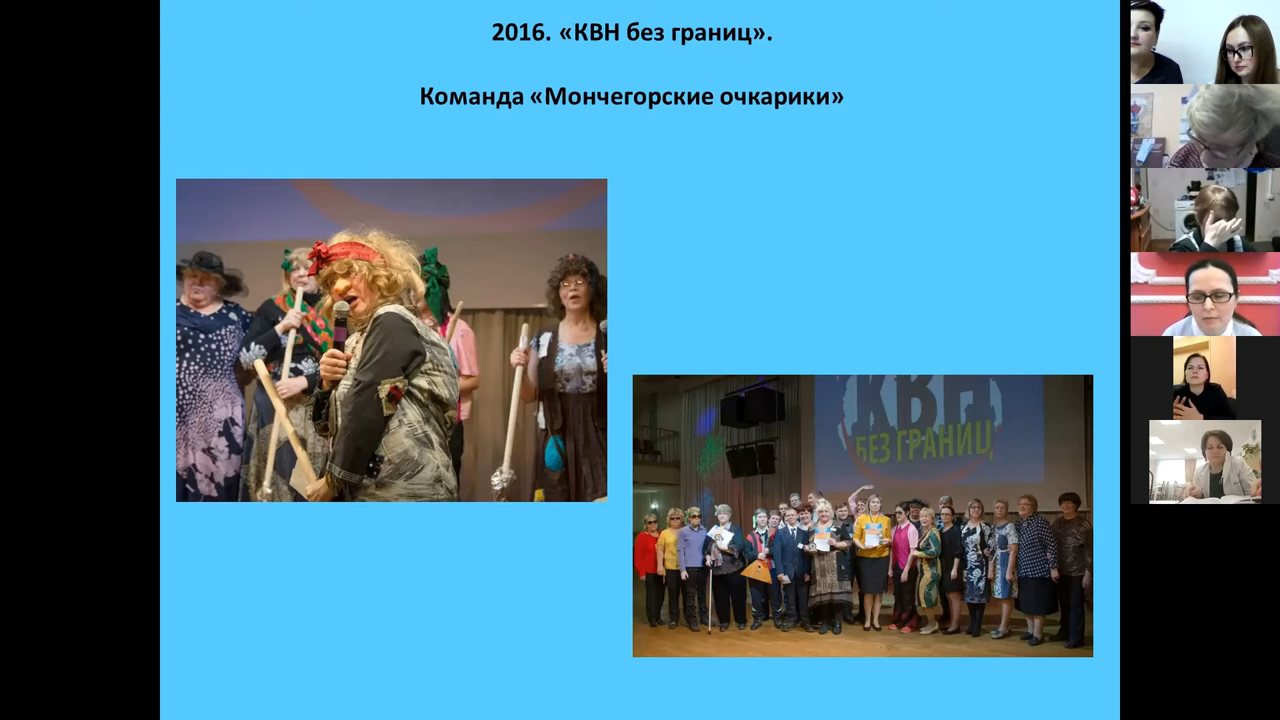 2016. «КВН без границ».
Команда «Мончегорские очкарики»
КВН
БЕЗ ГРАНИЦ